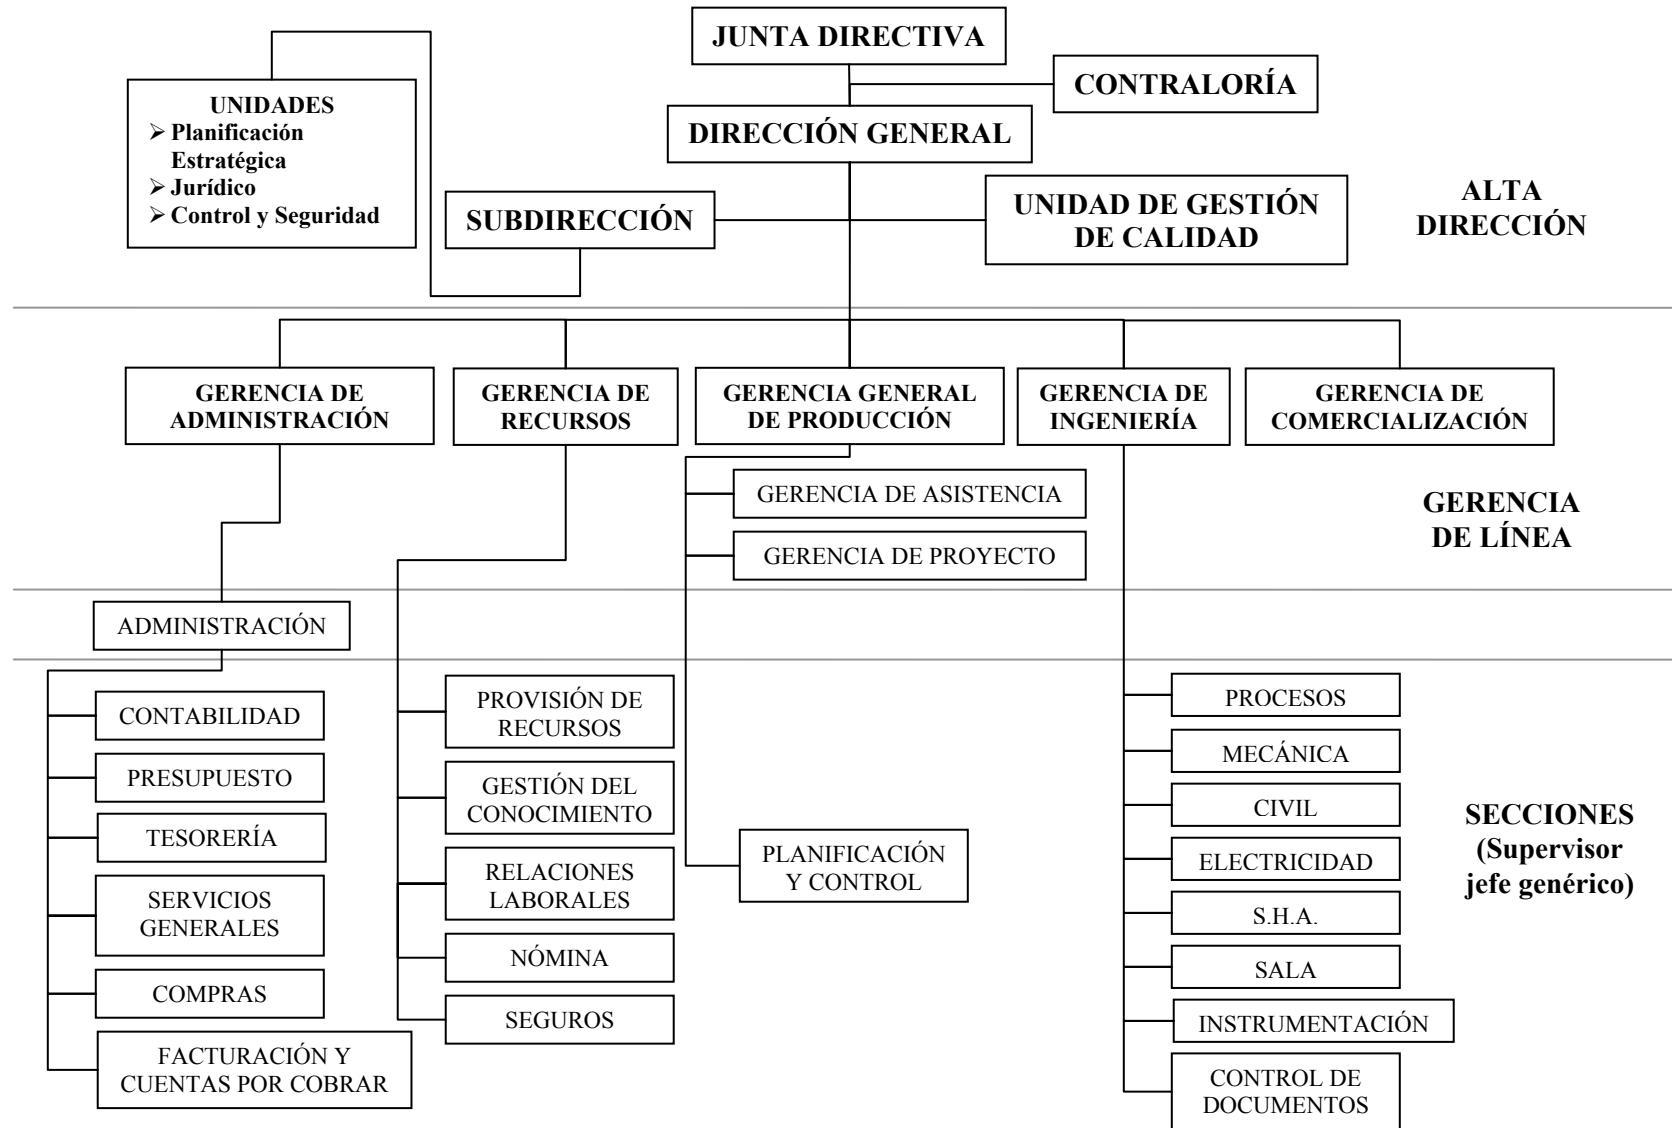 JUNTA DIRECTIVA
CONTRALORÍA
UNIDADES
➢ Planificación
Estratégica
➢ Jurídico
➢ Control y Seguridad
DIRECCIÓN GENERAL
SUBDIRECCIÓN
UNIDAD DE GESTIÓN
DE CALIDAD
ALTA
DIRECCIÓN
GERENCIA DE
ADMINISTRACIÓN
GERENCIA DE
RECURSOS
GERENCIA GENERAL
DE PRODUCCIÓN
GERENCIA DE
INGENIERÍA
GERENCIA DE
COMERCIALIZACIÓN
GERENCIA DE ASISTENCIA
GERENCIA DE PROYECTO
GERENCIA
DE LÍNEA
ADMINISTRACIÓN
CONTABILIDAD
PRESUPUESTO
TESORERÍA
SERVICIOS
GENERALES
COMPRAS
FACTURACIÓN Y
CUENTAS POR COBRAR
PROVISIÓN DE
RECURSOS
GESTIÓN DEL
CONOCIMIENTO
RELACIONES
LABORALES
NÓMINA
SEGUROS
PLANIFICACIÓN
Y CONTROL
PROCESOS
MECÁNICA
CIVIL
ELECTRICIDAD
S.H.A.
SALA
INSTRUMENTACIÓN
CONTROL DE
DOCUMENTOS
SECCIONES
(Supervisor
jefe genérico)